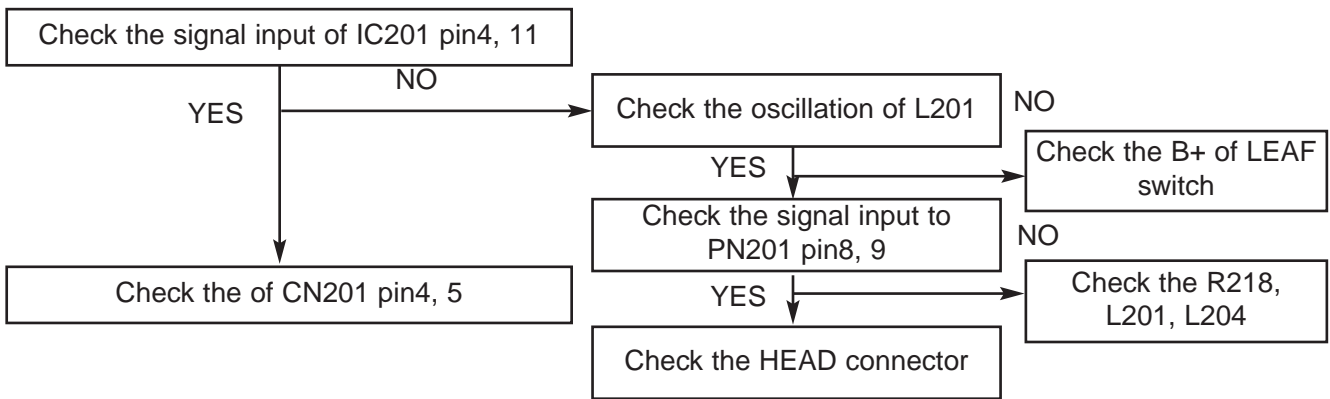 Check the signal input of IC201 pin4, 11
NO
YES
Check the oscillation of L201
NO
YES
Check the B+ of LEAF
switch
Check the signal input to
PN201 pin8, 9
NO
Check the of CN201 pin4, 5
YES
Check the R218,
L201, L204
Check the HEAD connector